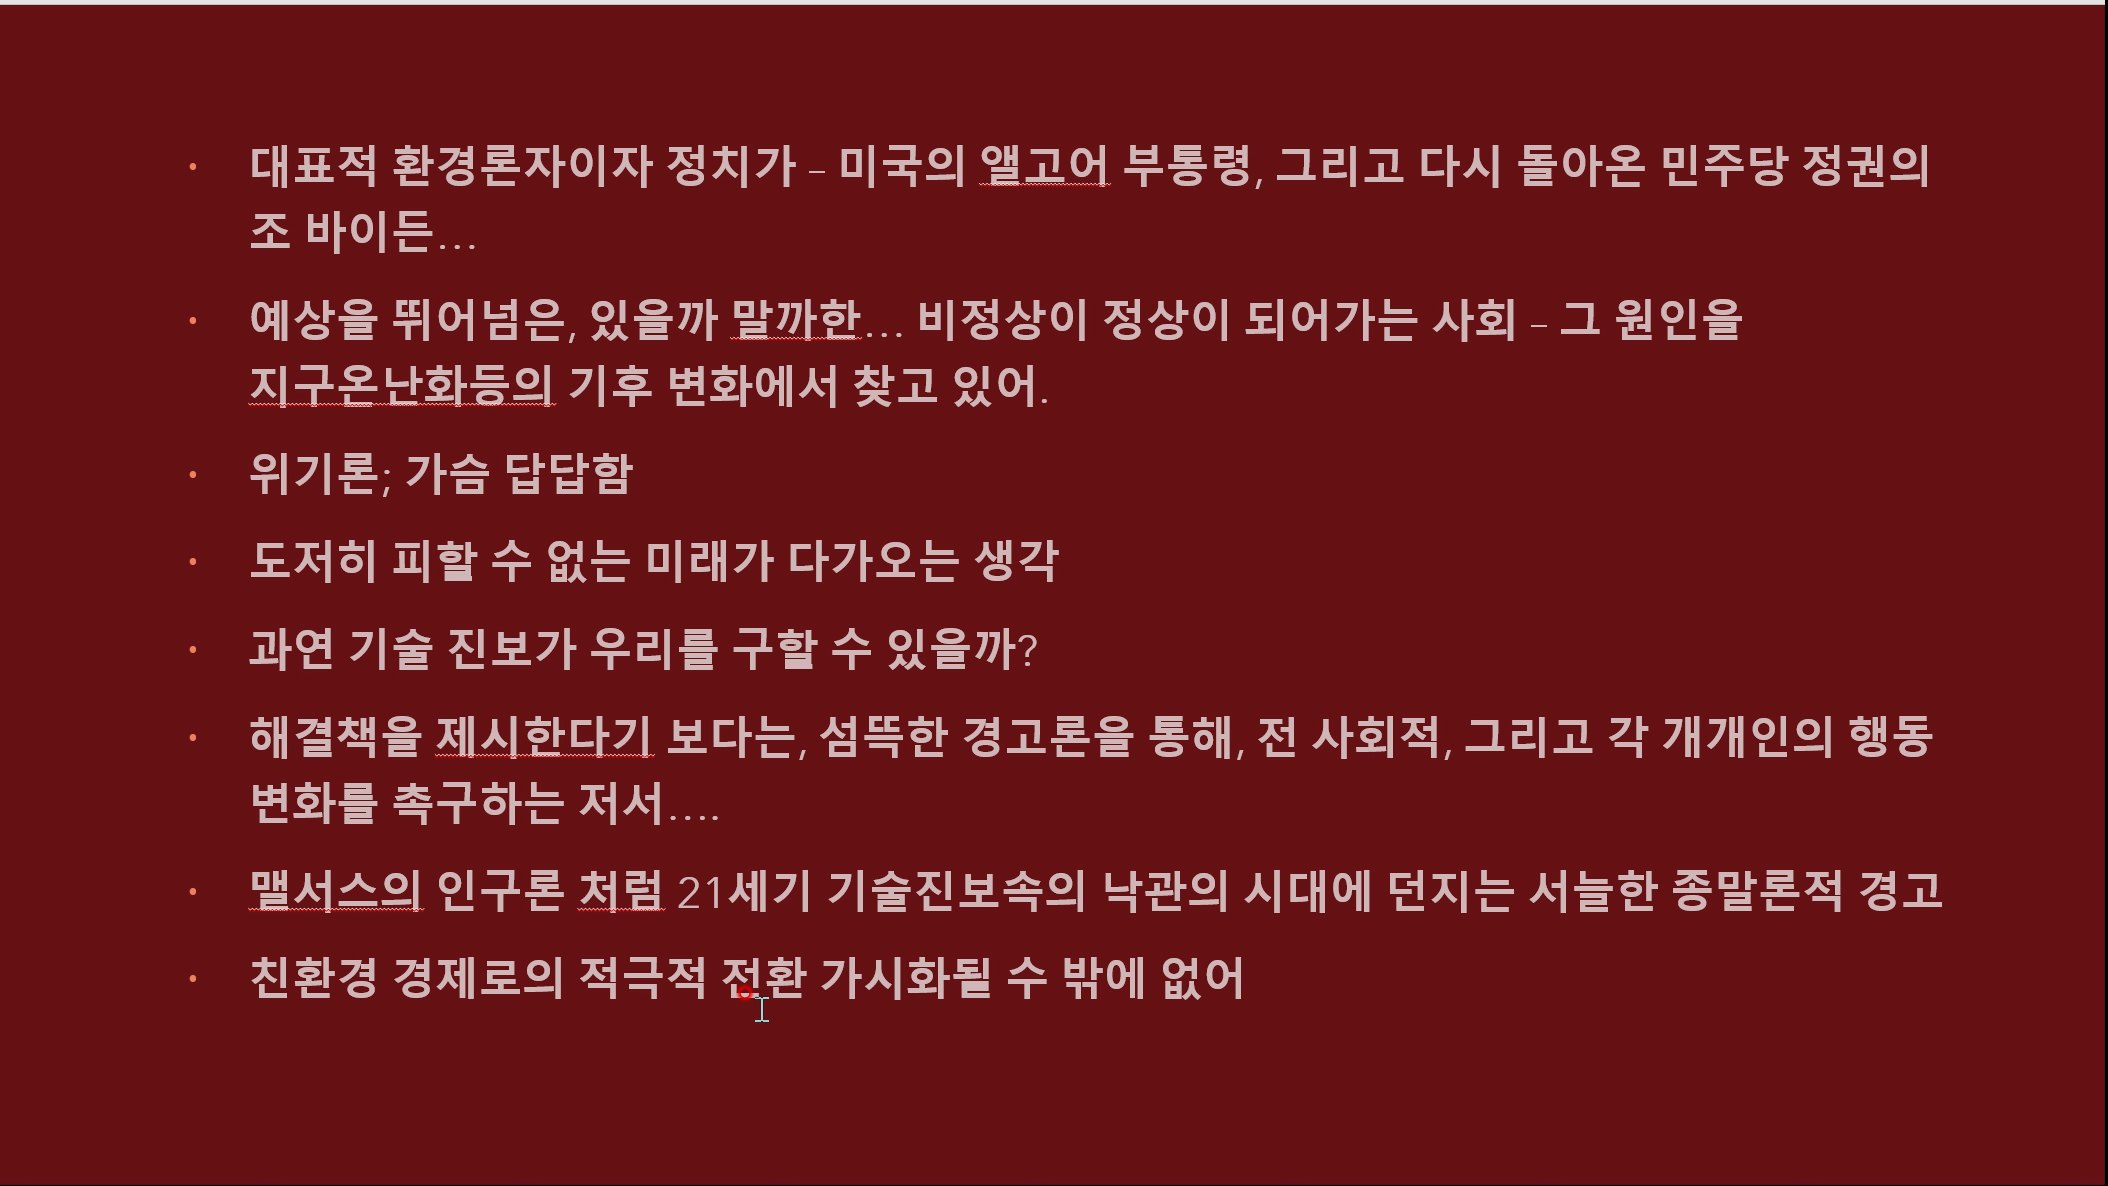 • 대표적 환경론자이자 정치가 – 미국의 앨고어 부통령, 그리고 다시 돌아온 민주당 정권의
조 바이든…
• 예상을 뛰어넘은, 있을까 말까한… 비정상이 정상이 되어가는 사회 – 그 원인을
지구온난화등의 기후 변화에서 찾고 있어.
• 위기론; 가슴 답답함
• 도저히 피할 수 없는 미래가 다가오는 생각
• 과연 기술 진보가 우리를 구할 수 있을까?
• 해결책을 제시한다기 보다는, 섬뜩한 경고론을 통해, 전 사회적, 그리고 각 개개인의 행동
변화를 촉구하는 저서….
• 맬서스의 인구론 처럼 21세기 기술진보속의 낙관의 시대에 던지는 서늘한 종말론적 경고
• 친환경 경제로의 적극적 전환 가시화될 수 밖에 없어